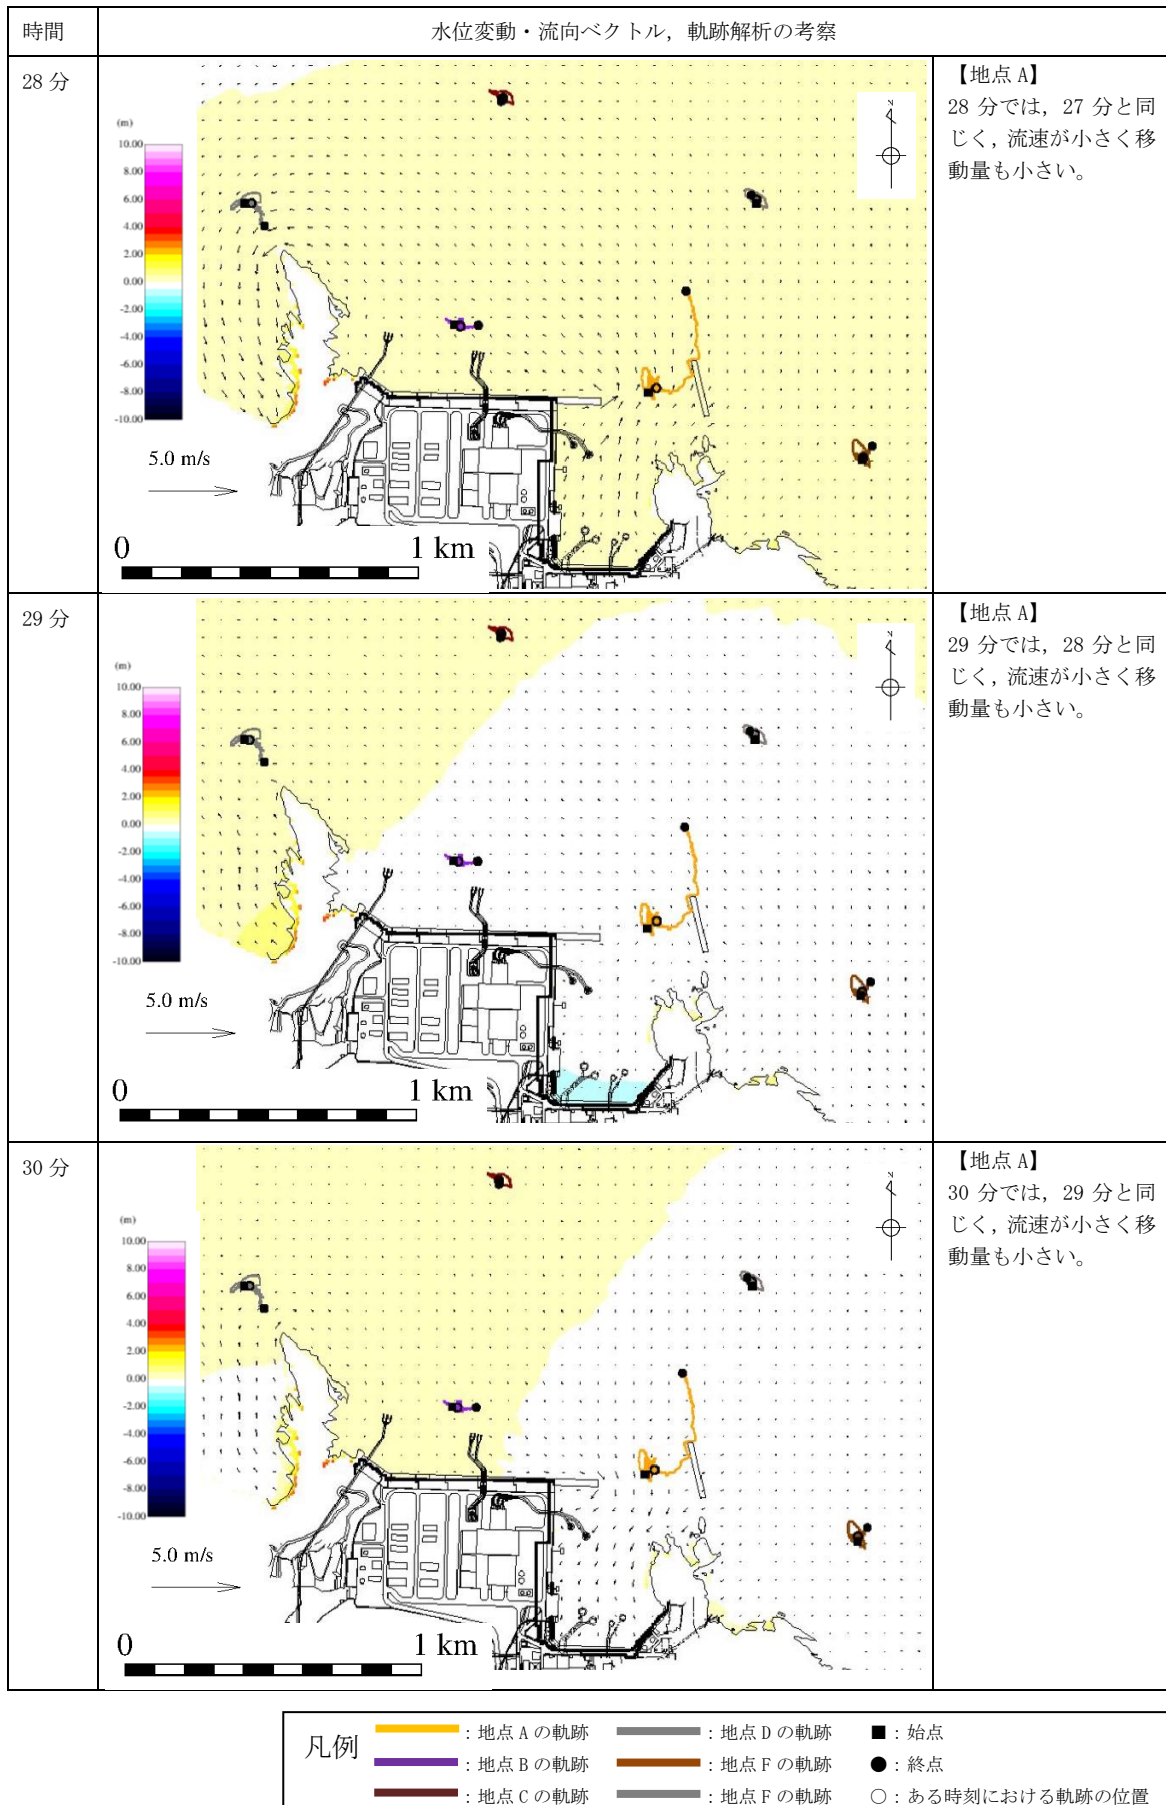 時間
水位変動・流向ベクトル，軌跡解析の考察
28 分
(m)
10.00
8.00
6.00
4.00
2.00
0.00
-2.00
-4.00
-6.00
-8.00
-10.00
5.0 m/s
0 1 km
N
【地点 A】
28 分では，27 分と同
じく，流速が小さく移
動量も小さい。
29 分
(m)
10.00
8.00
6.00
4.00
2.00
0.00
-2.00
-4.00
-6.00
-8.00
-10.00
5.0 m/s
0 1 km
N
【地点 A】
29 分では，28 分と同
じく，流速が小さく移
動量も小さい。
30 分
(m)
10.00
8.00
6.00
4.00
2.00
0.00
-2.00
-4.00
-6.00
-8.00
-10.00
5.0 m/s
0 1 km
N
【地点 A】
30 分では，29 分と同
じく，流速が小さく移
動量も小さい。
凡例
：地点 A の軌跡 ：地点 D の軌跡 ■：始点
：地点 B の軌跡 ：地点 F の軌跡 ●：終点
：地点 C の軌跡 ：地点 F の軌跡 ○：ある時刻における軌跡の位置